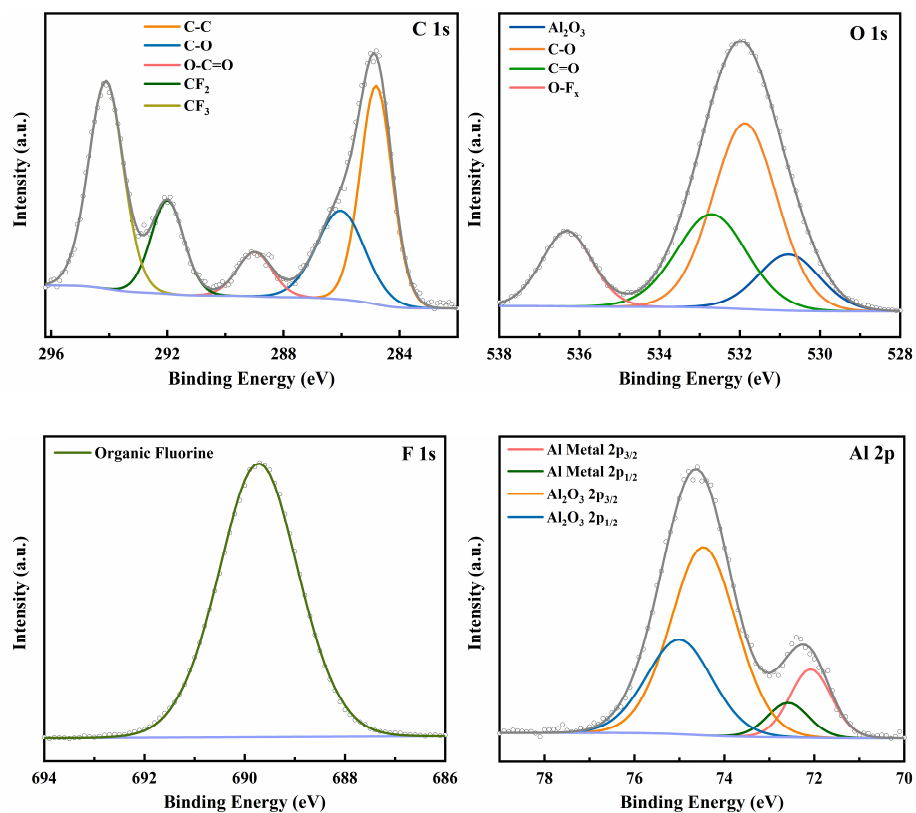 C 1s
C-C
C-O
O-C=O
CF₂
CF₃
Intensity (a.u.)
296 292 288 284
Binding Energy (eV)
O 1s
Al₂O₃
C-O
C=O
O-Fₓ
Intensity (a.u.)
538 536 534 532 530 528
Binding Energy (eV)
F 1s
Organic Fluorine
Intensity (a.u.)
694 692 690 688 686
Binding Energy (eV)
Al 2p
Al Metal 2p₃/₂
Al Metal 2p₁/₂
Al₂O₃ 2p₃/₂
Al₂O₃ 2p₁/₂
Intensity (a.u.)
78 76 74 72 70
Binding Energy (eV)